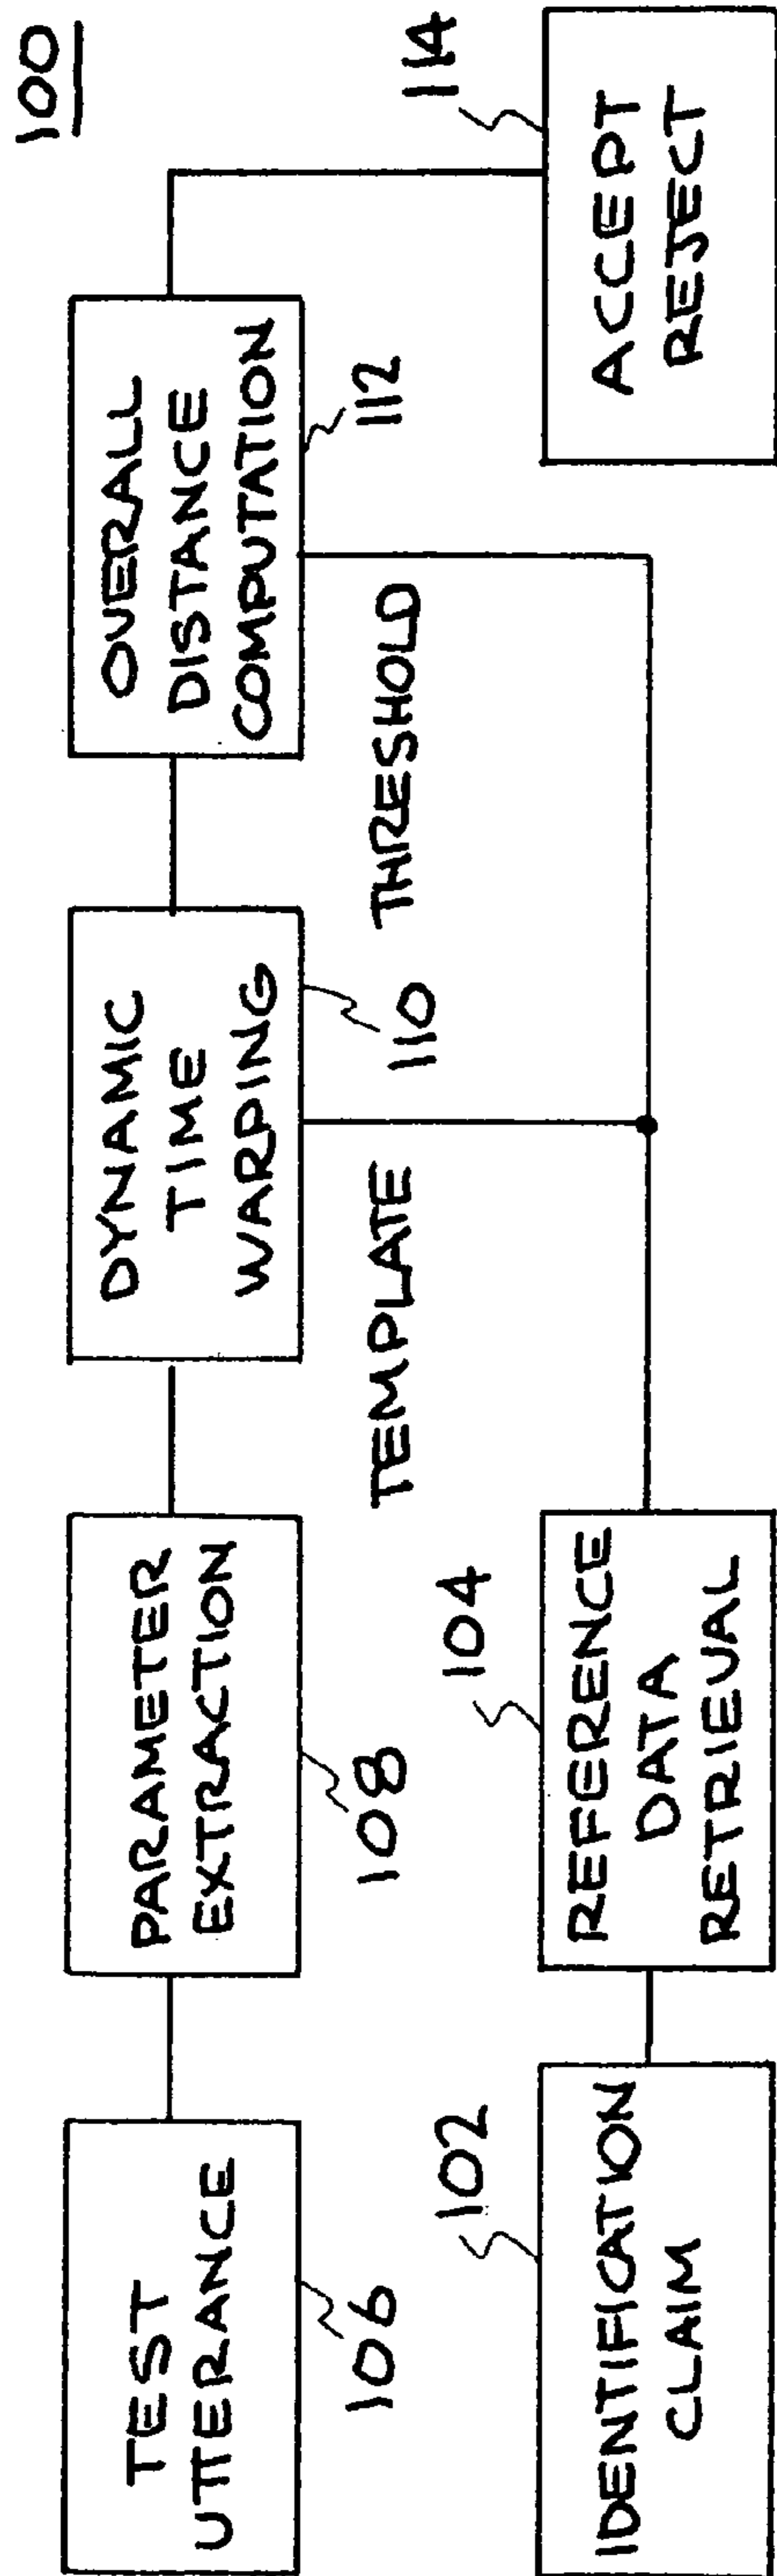 100
TEST
UTTERANCE
106
PARAMETER
EXTRACTION
108
DYNAMIC
TIME
WARPING
110
OVERALL
DISTANCE
COMPUTATION
112
TEMPLATE
THRESHOLD
102
IDENTIFICATION
CLAIM
104
REFERENCE
DATA
RETRIEVAL
114
ACCEPT
REJECT